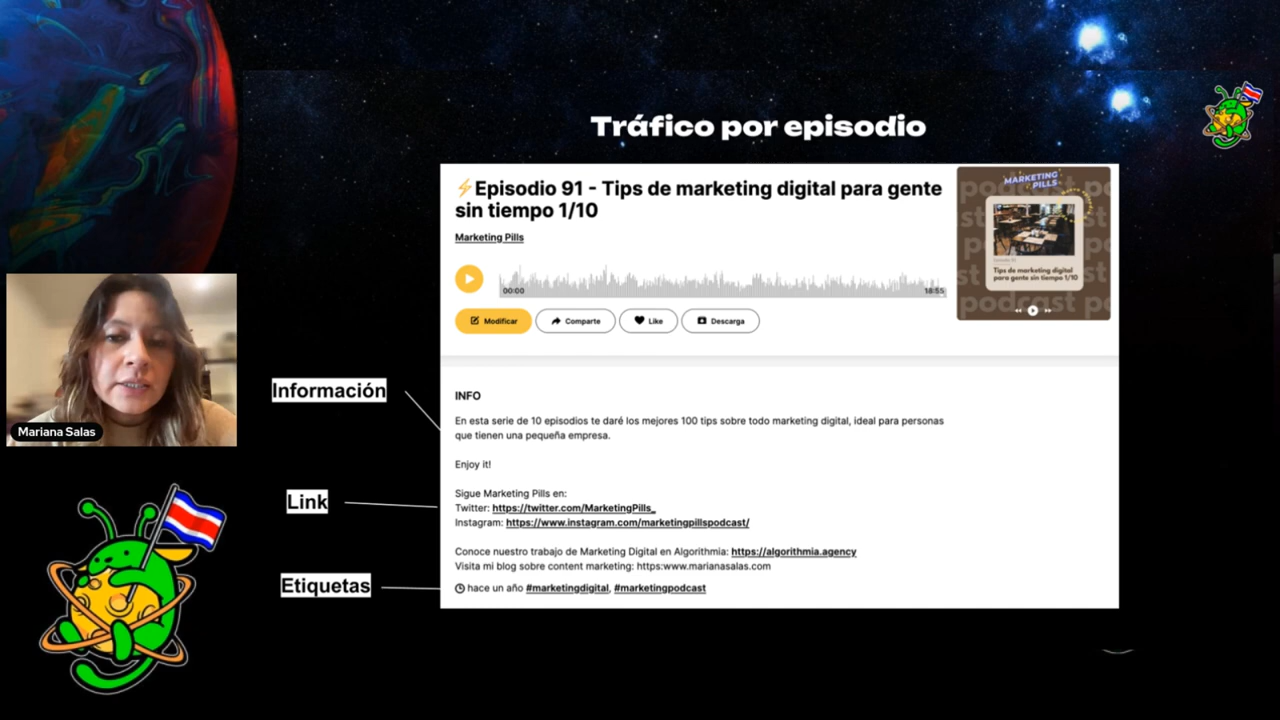 Tráfico por episodio
⚡Episodio 91 - Tips de marketing digital para gente
sin tiempo 1/10
Marketing Pills
00:00
18:55
Modificar
Comparte
Like
Descarga
MARKETING
PILLS
Episodio 91
Tips de marketing digital
para gente sin tiempo 1/10
podcast
Mariana Salas
Información
Link
Etiquetas
INFO
En esta serie de 10 episodios te daré los mejores 100 tips sobre todo marketing digital, ideal para personas
que tienen una pequeña empresa.
Enjoy it!
Sigue Marketing Pills en:
Twitter: https://twitter.com/MarketingPills_
Instagram: https://www.instagram.com/marketingpillspodcast/
Conoce nuestro trabajo de Marketing Digital en Algorithmia: https://algorithmia.agency
Visita mi blog sobre content marketing: https:www.marianasalas.com
hace un año #marketingdigital, #marketingpodcast